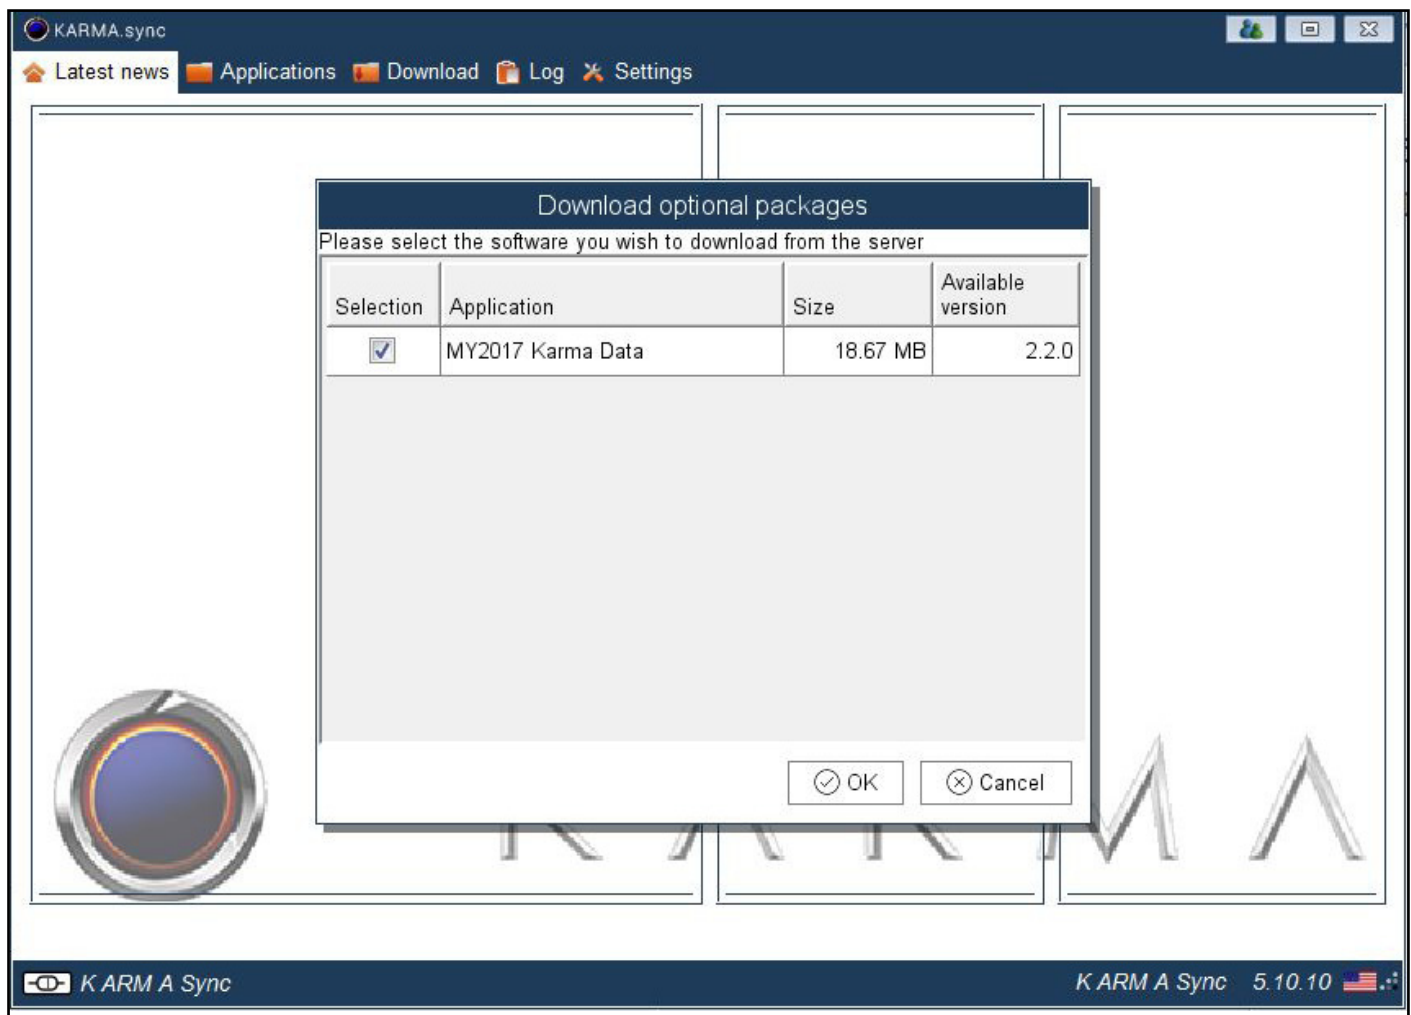 KARMA.sync
Latest news Applications Download Log Settings
Download optional packages
Please select the software you wish to download from the server
Selection Application Size Available version
MY2017 Karma Data 18.67 MB 2.2.0
OK Cancel
KARMA
K ARM A Sync K ARM A Sync 5.10.10